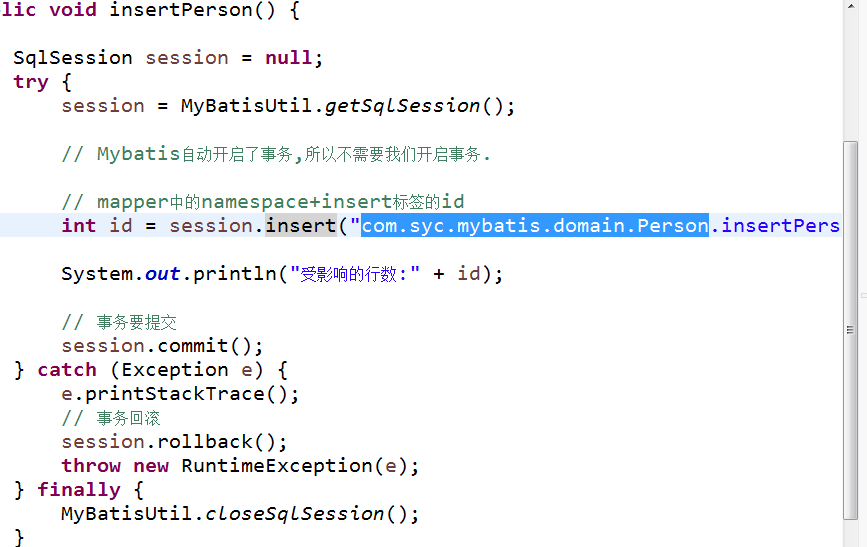 lic void insertPerson() {
SqlSession session = null;
try {
session = MyBatisUtil.getSqlSession();
// Mybatis自动开启了事务,所以不需要我们开启事务.
// mapper中的namespace+insert标签的id
int id = session.insert("com.syc.mybatis.domain.Person.insertPers
System.out.println("受影响的行数:" + id);
// 事务要提交
session.commit();
} catch (Exception e) {
e.printStackTrace();
// 事务回滚
session.rollback();
throw new RuntimeException(e);
} finally {
MyBatisUtil.closeSqlSession();
}